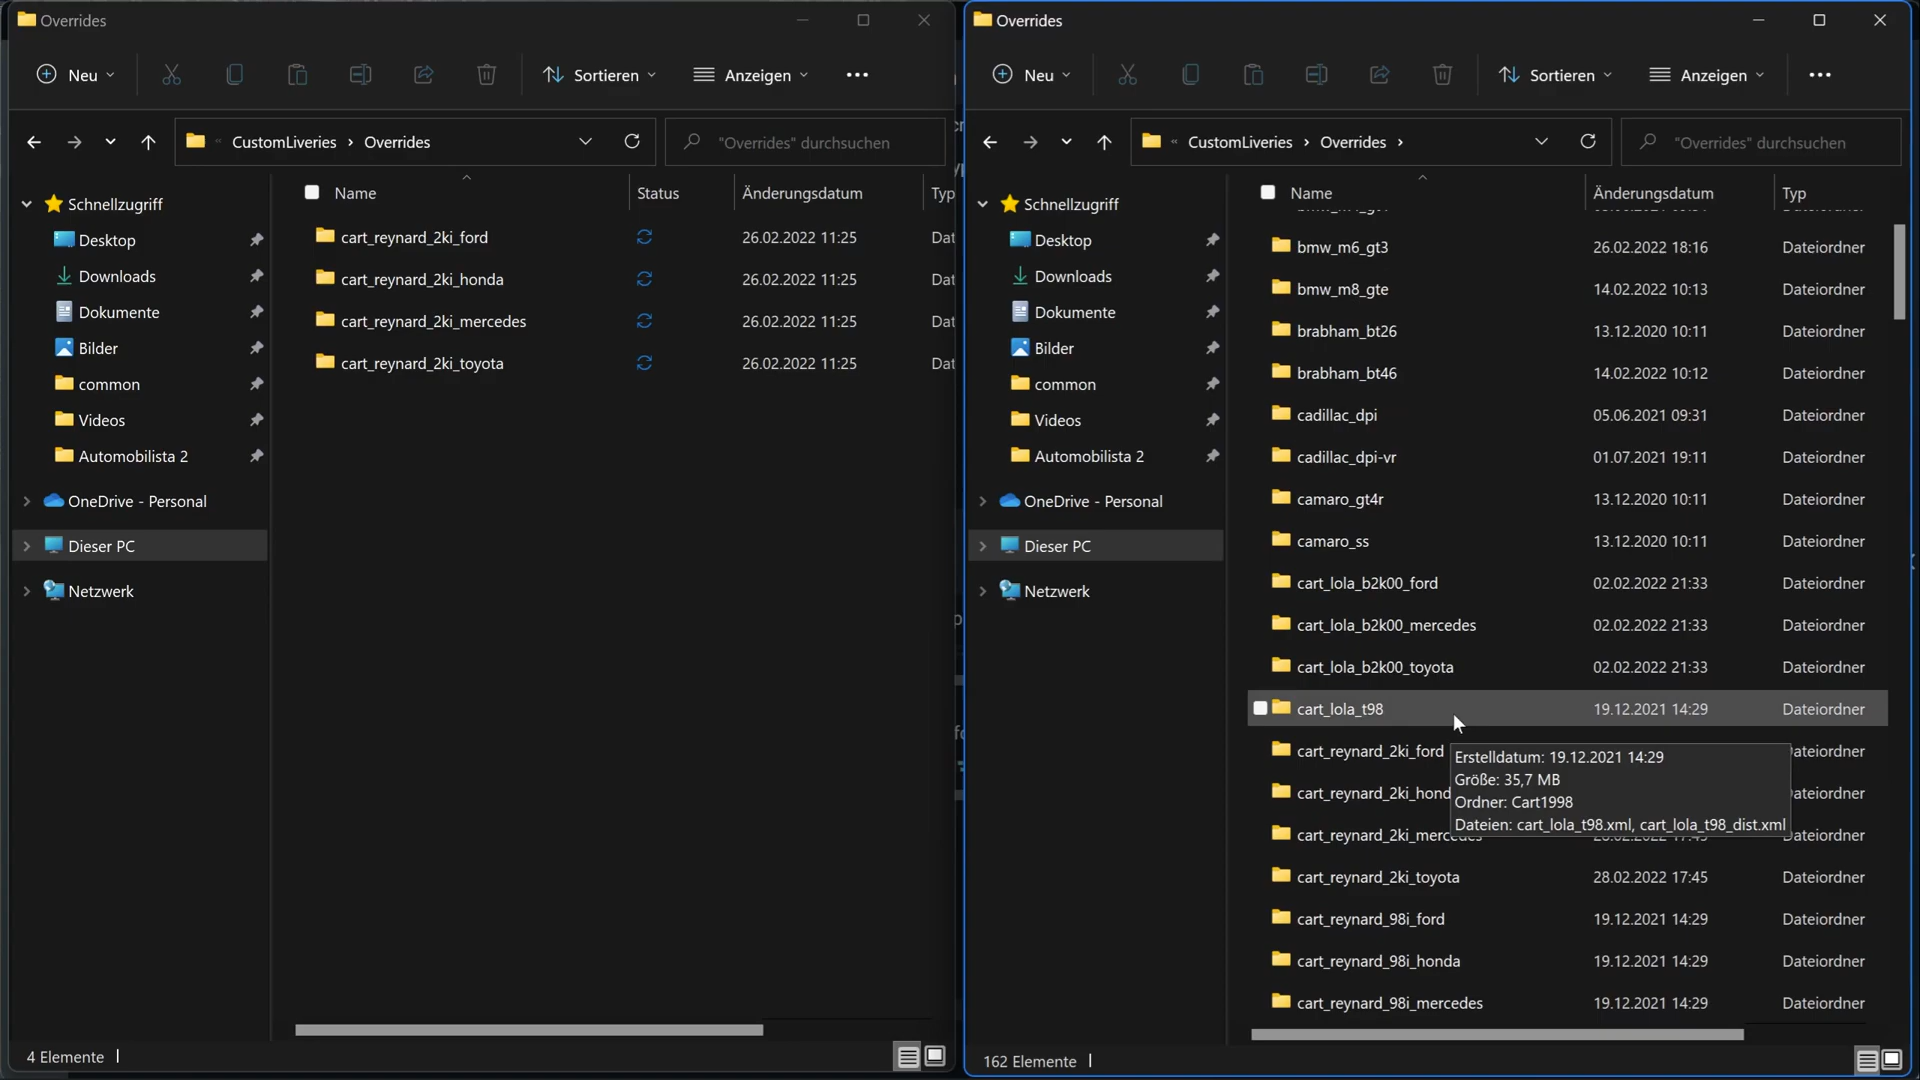 Overrides
Neu
Sortieren
Anzeigen
CustomLiveries › Overrides
"Overrides" durchsuchen
Schnellzugriff
Desktop
Downloads
Dokumente
Bilder
common
Videos
Automobilista 2
OneDrive - Personal
Dieser PC
Netzwerk
Name Status Änderungsdatum Typ
cart_reynard_2ki_ford 26.02.2022 11:25 Dat
cart_reynard_2ki_honda 26.02.2022 11:25 Dat
cart_reynard_2ki_mercedes 26.02.2022 11:25 Dat
cart_reynard_2ki_toyota 26.02.2022 11:25 Dat
4 Elemente
Overrides
Neu
Sortieren
Anzeigen
CustomLiveries › Overrides ›
"Overrides" durchsuchen
Schnellzugriff
Desktop
Downloads
Dokumente
Bilder
common
Videos
Automobilista 2
OneDrive - Personal
Dieser PC
Netzwerk
Name Änderungsdatum Typ
bmw_m6_gt3 26.02.2022 18:16 Dateiordner
bmw_m8_gte 14.02.2022 10:13 Dateiordner
brabham_bt26 13.12.2020 10:11 Dateiordner
brabham_bt46 14.02.2022 10:12 Dateiordner
cadillac_dpi 05.06.2021 09:31 Dateiordner
cadillac_dpi-vr 01.07.2021 19:11 Dateiordner
camaro_gt4r 13.12.2020 10:11 Dateiordner
camaro_ss 13.12.2020 10:11 Dateiordner
cart_lola_b2k00_ford 02.02.2022 21:33 Dateiordner
cart_lola_b2k00_mercedes 02.02.2022 21:33 Dateiordner
cart_lola_b2k00_toyota 02.02.2022 21:33 Dateiordner
cart_lola_t98 19.12.2021 14:29 Dateiordner
cart_reynard_2ki_ford ateiordner
cart_reynard_2ki_hond ateiordner
cart_reynard_2ki_mercedes ateiordner
Erstelldatum: 19.12.2021 14:29
Größe: 35,7 MB
Ordner: Cart1998
Dateien: cart_lola_t98.xml, cart_lola_t98_dist.xml
cart_reynard_2ki_toyota 28.02.2022 17:45 Dateiordner
cart_reynard_98i_ford 19.12.2021 14:29 Dateiordner
cart_reynard_98i_honda 19.12.2021 14:29 Dateiordner
cart_reynard_98i_mercedes 19.12.2021 14:29 Dateiordner
162 Elemente